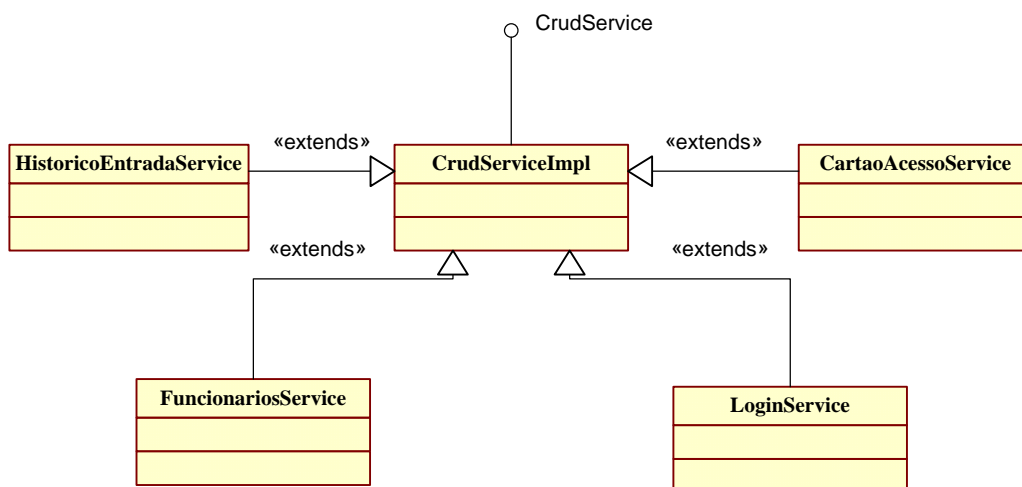 CrudService
«extends»
«extends»
HistoricoEntradaService
CrudServiceImpl
CartaoAcessoService
«extends»
«extends»
FuncionariosService
LoginService